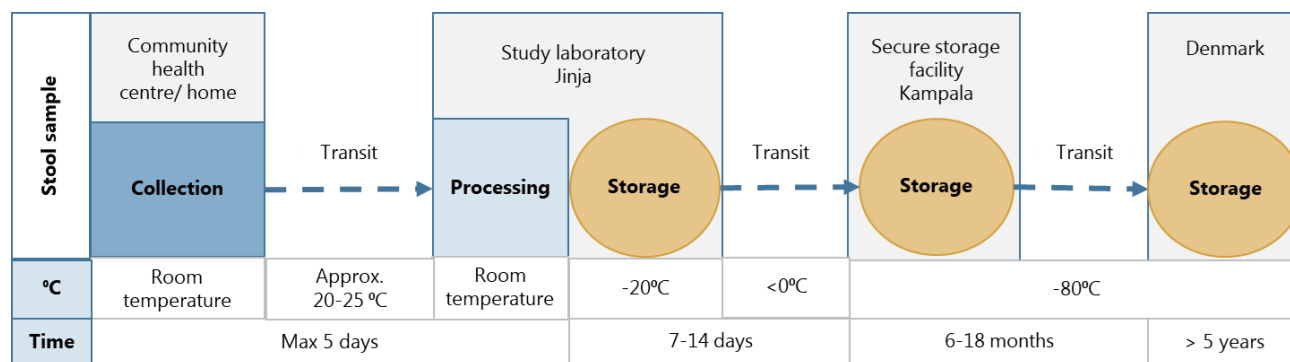 Stool sample
Community
health
centre/ home
Study laboratory
Jinja
Secure storage
facility
Kampala
Denmark
Collection
Transit
Processing
Storage
Transit
Storage
Transit
Storage
ºC
Room
temperature
Approx.
20-25 ºC
Room
temperature
-20ºC
<0ºC
-80ºC
Time
Max 5 days
7-14 days
6-18 months
> 5 years